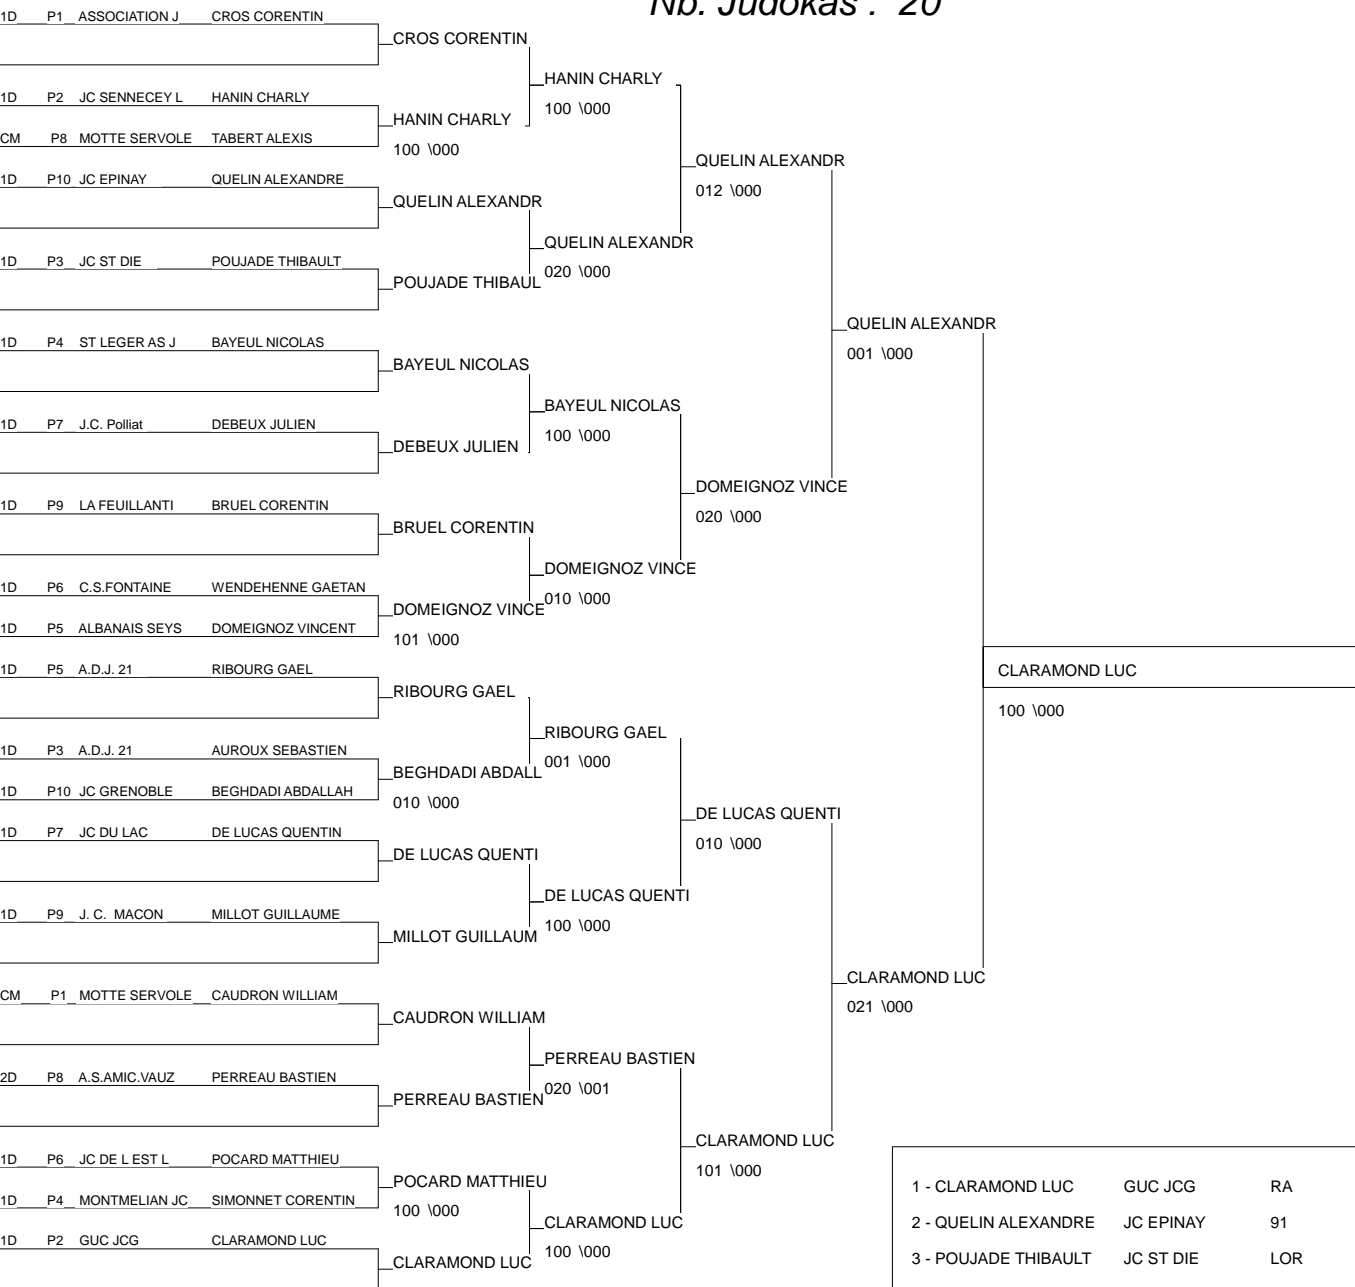 Nb. Judokas :  20
1D P1 ASSOCIATION J CROS CORENTIN
CROS CORENTIN
HANIN CHARLY
100 \000
1D P2 JC SENNECEY L HANIN CHARLY
HANIN CHARLY
100 \000
CM P8 MOTTE SERVOLE TABERT ALEXIS
QUELIN ALEXANDR
012 \000
1D P10 JC EPINAY QUELIN ALEXANDRE
QUELIN ALEXANDR
QUELIN ALEXANDR
020 \000
1D P3 JC ST DIE POUJADE THIBAULT
POUJADE THIBAUL
QUELIN ALEXANDR
001 \000
1D P4 ST LEGER AS J BAYEUL NICOLAS
BAYEUL NICOLAS
BAYEUL NICOLAS
100 \000
1D P7 J.C. Polliat DEBEUX JULIEN
DEBEUX JULIEN
DOMEIGNOZ VINCE
020 \000
1D P9 LA FEUILLANTI BRUEL CORENTIN
BRUEL CORENTIN
DOMEIGNOZ VINCE
010 \000
1D P6 C.S.FONTAINE WENDEHENNE GAETAN
DOMEIGNOZ VINCE
101 \000
1D P5 ALBANAIS SEYS DOMEIGNOZ VINCENT
CLARAMOND LUC
100 \000
1D P5 A.D.J. 21 RIBOURG GAEL
RIBOURG GAEL
RIBOURG GAEL
001 \000
1D P3 A.D.J. 21 AUROUX SEBASTIEN
BEGHDADI ABDALL
010 \000
1D P10 JC GRENOBLE BEGHDADI ABDALLAH
DE LUCAS QUENTI
010 \000
1D P7 JC DU LAC DE LUCAS QUENTIN
DE LUCAS QUENTI
DE LUCAS QUENTI
100 \000
1D P9 J. C. MACON MILLOT GUILLAUME
MILLOT GUILLAUM
CLARAMOND LUC
021 \000
CM P1 MOTTE SERVOLE CAUDRON WILLIAM
CAUDRON WILLIAM
PERREAU BASTIEN
020 \001
2D P8 A.S.AMIC.VAUZ PERREAU BASTIEN
PERREAU BASTIEN
CLARAMOND LUC
101 \000
1D P6 JC DE L EST L POCARD MATTHIEU
POCARD MATTHIEU
100 \000
1D P4 MONTMELIAN JC SIMONNET CORENTIN
CLARAMOND LUC
100 \000
1D P2 GUC JCG CLARAMOND LUC
CLARAMOND LUC
1 - CLARAMOND LUC GUC JCG RA
2 - QUELIN ALEXANDRE JC EPINAY 91
3 - POUJADE THIBAULT JC ST DIE LOR